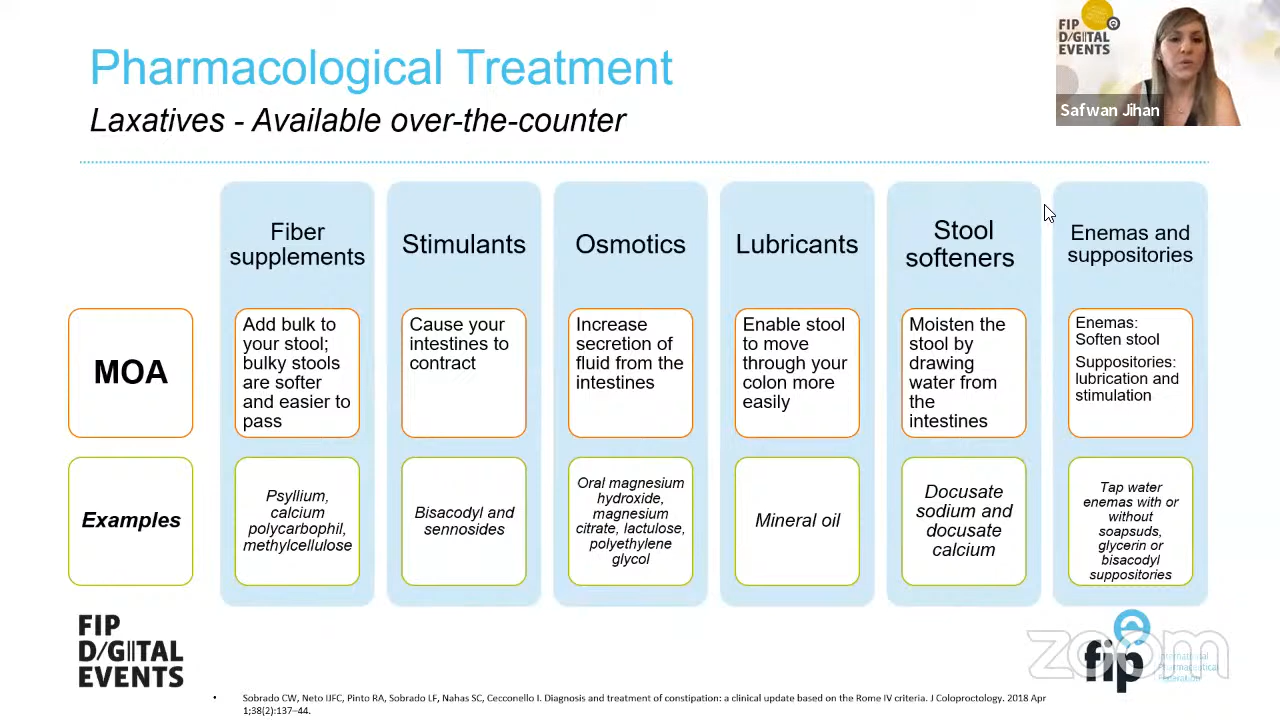 Pharmacological Treatment
Laxatives - Available over-the-counter
FIP
D/G|TAL
EVENTS
Safwan Jihan
Fiber
supplements
Stimulants
Osmotics
Lubricants
Stool
softeners
Enemas and
suppositories
MOA
Add bulk to
your stool;
bulky stools
are softer
and easier to
pass
Cause your
intestines to
contract
Increase
secretion of
fluid from the
intestines
Enable stool
to move
through your
colon more
easily
Moisten the
stool by
drawing
water from
the
intestines
Enemas:
Soften stool
Suppositories:
lubrication and
stimulation
Examples
Psyllium,
calcium
polycarbophil,
methylcellulose
Bisacodyl and
sennosides
Oral magnesium
hydroxide,
magnesium
citrate, lactulose,
polyethylene
glycol
Mineral oil
Docusate
sodium and
docusate
calcium
Tap water
enemas with or
without
soapsuds,
glycerin or
bisacodyl
suppositories
FIP
D/G|TAL
EVENTS
zoom
fip
International
Pharmaceutical
Federation
• Sobrado CW, Neto IJFC, Pinto RA, Sobrado LF, Nahas SC, Cecconello I. Diagnosis and treatment of constipation: a clinical update based on the Rome IV criteria. J Coloproctology. 2018 Apr
1;38(2):137–44.